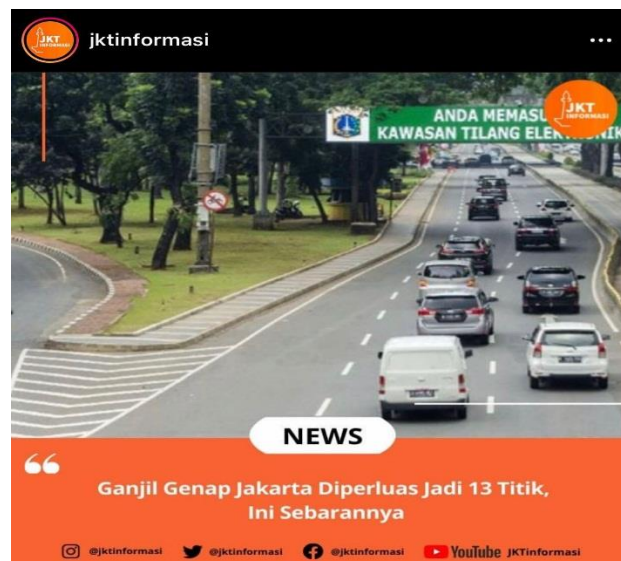 jktinformasi
JKT
INFORMASI
ANDA MEMASU
KAWASAN TILANG ELEKTRONIK
JKT
INFORMASI
NEWS
Ganjil Genap Jakarta Diperluas Jadi 13 Titik,
Ini Sebarannya
@jktinformasi @jktinformasi @jktinformasi YouTube JKTinformasi